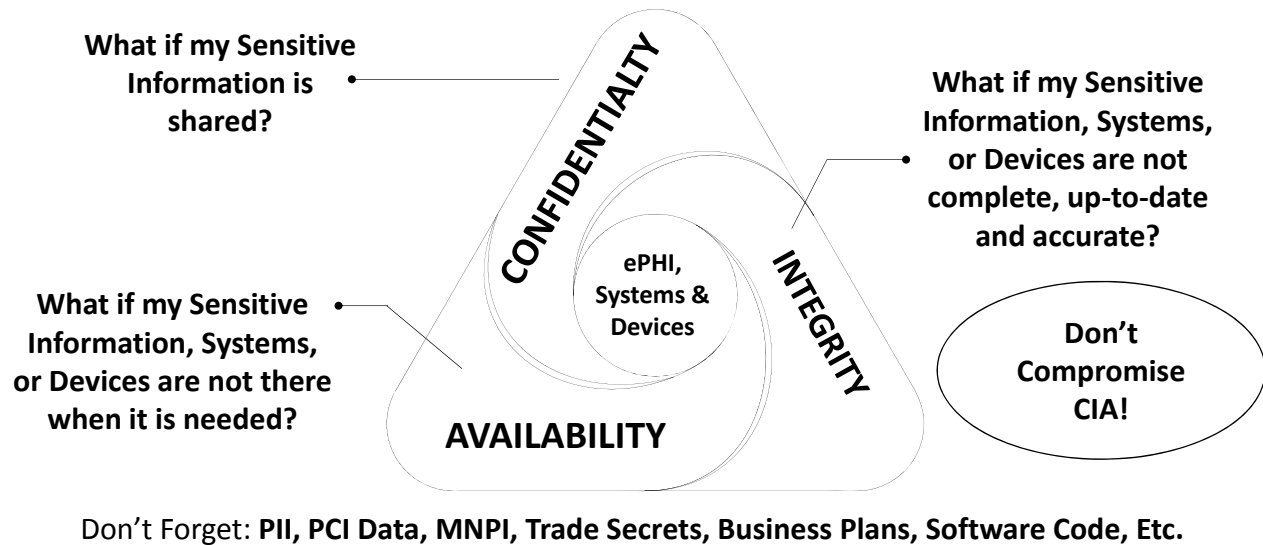 What if my Sensitive
Information is
shared?
CONFIDENTIALTY
What if my Sensitive
Information, Systems,
or Devices are not
complete, up-to-date
and accurate?
INTEGRITY
ePHI,
Systems &
Devices
What if my Sensitive
Information, Systems,
or Devices are not there
when it is needed?
AVAILABILITY
Don’t
Compromise
CIA!
Don’t Forget: PII, PCI Data, MNPI, Trade Secrets, Business Plans, Software Code, Etc.